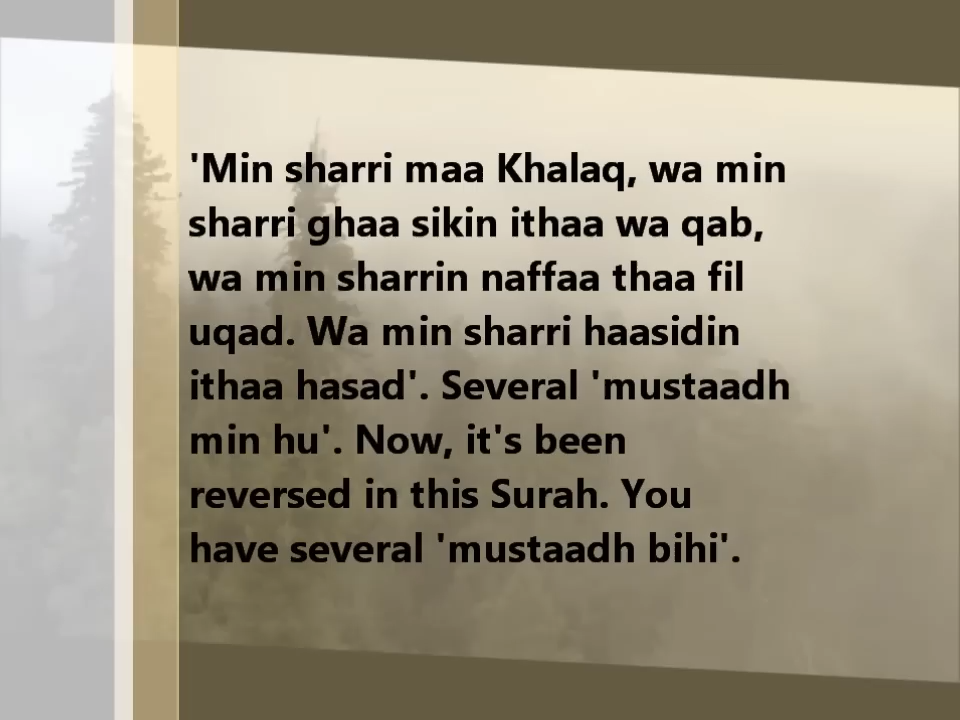 'Min sharri maa Khalaq, wa min
sharri ghaa sikin ithaa wa qab,
wa min sharrin naffaa thaa fil
uqad. Wa min sharri haasidin
ithaa hasad'. Several 'mustaadh
min hu'. Now, it's been
reversed in this Surah. You
have several 'mustaadh bihi'.